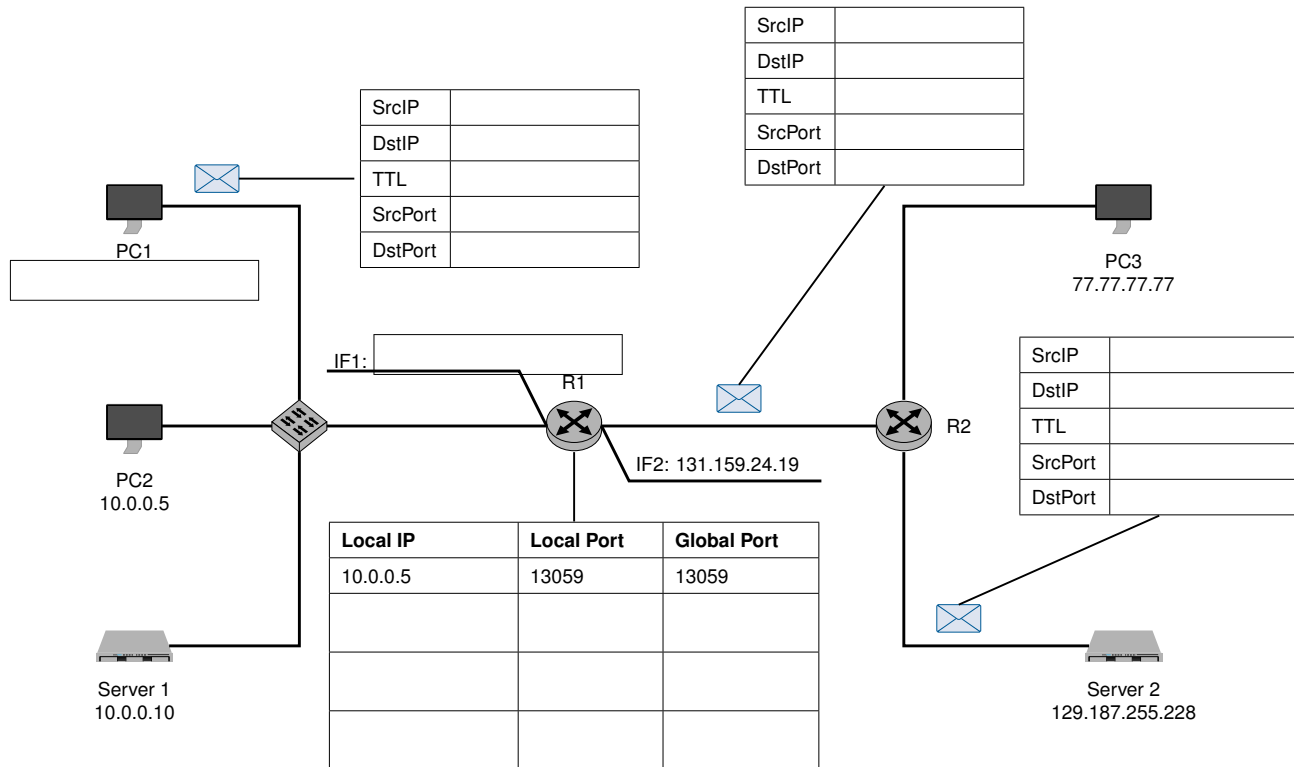 SrcIP
DstIP
TTL
SrcPort
DstPort
SrcIP
DstIP
TTL
SrcPort
DstPort
PC1
PC3
77.77.77.77
IF1:
R1
SrcIP
DstIP
TTL
SrcPort
DstPort
R2
IF2: 131.159.24.19
PC2
10.0.0.5
Local IP Local Port Global Port
10.0.0.5 13059 13059
Server 1
10.0.0.10
Server 2
129.187.255.228